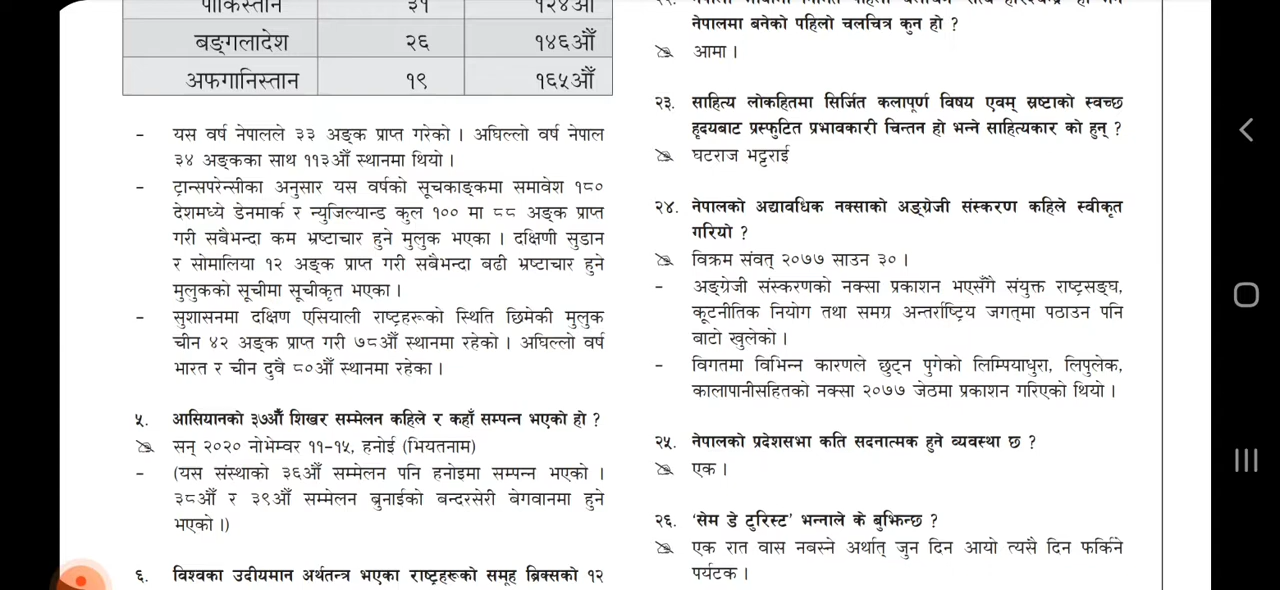 पाकिस्तान ३१ १२४औँ
बङ्गलादेश २६ १४६औँ
अफगानिस्तान १९ १६५औँ
- यस वर्ष नेपालले ३३ अङ्क प्राप्त गरेको । अघिल्लो वर्ष नेपाल
३४ अङ्कका साथ ११३औँ स्थानमा थियो ।
- ट्रान्सपरेन्सीका अनुसार यस वर्षको सूचकाङ्कमा समावेश १८०
देशमध्ये डेनमार्क र न्युजिल्यान्ड कुल १०० मा ८८ अङ्क प्राप्त
गरी सबैभन्दा कम भ्रष्टाचार हुने मुलुक भएका । दक्षिणी सुडान
र सोमालिया १२ अङ्क प्राप्त गरी सबैभन्दा बढी भ्रष्टाचार हुने
मुलुकको सूचीमा सूचीकृत भएका ।
- सुशासनमा दक्षिण एसियाली राष्ट्रहरूको स्थिति छिमेकी मुलुक
चीन ४२ अङ्क प्राप्त गरी ७८औँ स्थानमा रहेको । अघिल्लो वर्ष
भारत र चीन दुवै ८०औँ स्थानमा रहेका ।
५. आसियानको ३७औँ शिखर सम्मेलन कहिले र कहाँ सम्पन्न भएको हो ?
सन् २०२० नोभेम्बर ११-१५, हनोई (भियतनाम)
- (यस संस्थाको ३६औँ सम्मेलन पनि हनोइमा सम्पन्न भएको ।
३८औँ र ३९औँ सम्मेलन ब्रुनाईको बन्दरसेरी बेगवानमा हुने
भएको ।)
६. विश्वका उदीयमान अर्थतन्त्र भएका राष्ट्रहरूको समूह ब्रिक्सको १२
नेपालमा बनेको पहिलो चलचित्र कुन हो ?
आमा ।
२३. साहित्य लोकहितमा सिर्जित कलापूर्ण विषय एवम् स्रष्टाको स्वच्छ
हृदयबाट प्रस्फुटित प्रभावकारी चिन्तन हो भन्ने साहित्यकार को हुन् ?
घटराज भट्टराई
२४. नेपालको अद्यावधिक नक्साको अङ्ग्रेजी संस्करण कहिले स्वीकृत
गरियो ?
विक्रम संवत् २०७७ साउन ३० ।
- अङ्ग्रेजी संस्करणको नक्सा प्रकाशन भएसँगै संयुक्त राष्ट्रसङ्घ,
कूटनीतिक नियोग तथा समग्र अन्तर्राष्ट्रिय जगत्‌मा पठाउन पनि
बाटो खुलेको ।
- विगतमा विभिन्न कारणले छुट्न पुगेको लिम्पियाधुरा, लिपुलेक,
कालापानीसहितको नक्सा २०७७ जेठमा प्रकाशन गरिएको थियो ।
२५. नेपालको प्रदेशसभा कति सदनात्मक हुने व्यवस्था छ ?
एक ।
२६. ‘सेम डे टुरिस्ट’ भन्नाले के बुझिन्छ ?
एक रात वास नबस्ने अर्थात् जुन दिन आयो त्यसै दिन फर्किने
पर्यटक ।